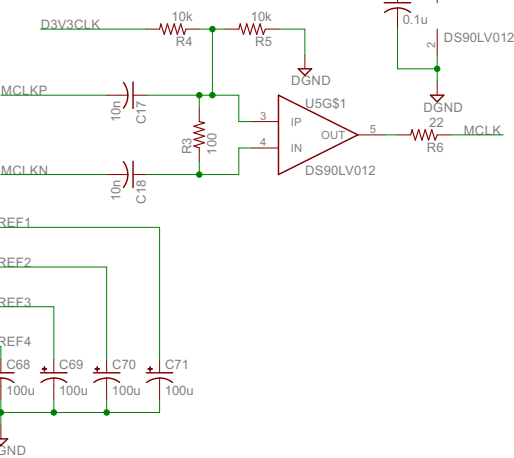 10k
10k
D3V3CLK
R4
R5
0.1u
2
DS90LV012
DGND
DGND
MCLKP
10n
C17
U5G$1
3
IP
R3
100
OUT
5
22
MCLK
R6
4
IN
MCLKN
10n
C18
DS90LV012
REF1
REF2
REF3
REF4
C68
C69
C70
C71
100u
100u
100u
100u
GND